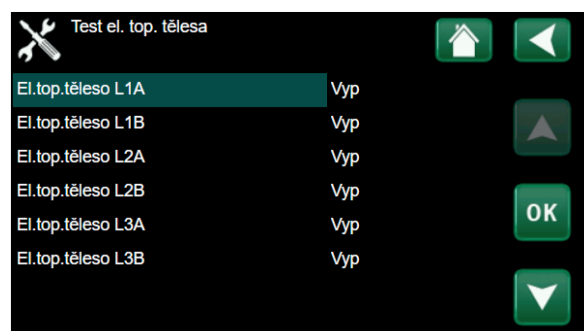 Test el. top. tělesa
El.top.těleso L1A Vyp
El.top.těleso L1B Vyp
El.top.těleso L2A Vyp
El.top.těleso L2B Vyp
El.top.těleso L3A Vyp
El.top.těleso L3B Vyp
OK